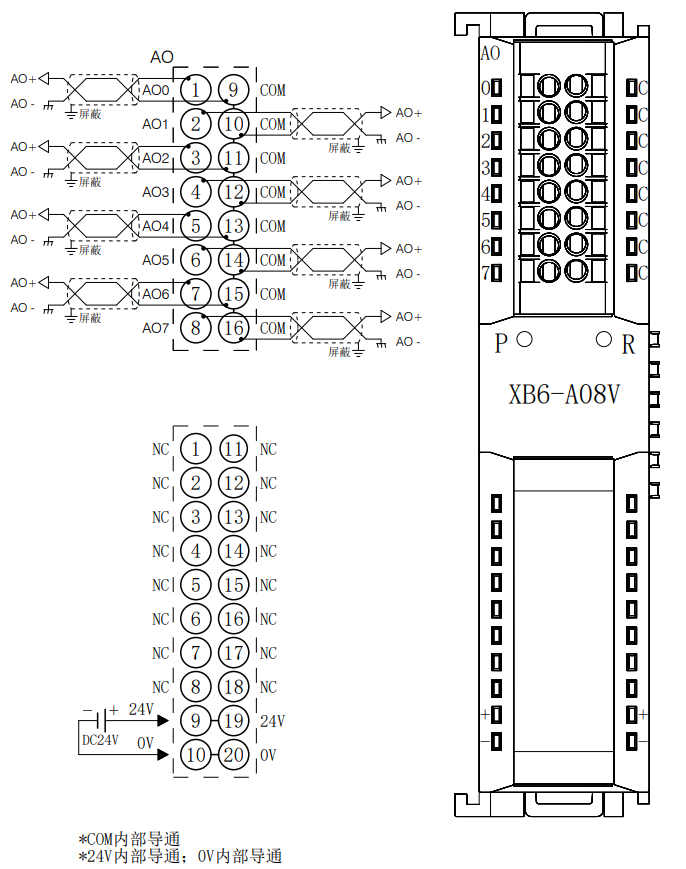 AO
AO+ AO0 1 9 COM
AO - 屏蔽
AO1 2 10 COM AO+
屏蔽 AO -
AO+ AO2 3 11 COM
AO - 屏蔽
AO3 4 12 COM AO+
屏蔽 AO -
AO+ AO4 5 13 COM
AO - 屏蔽
AO5 6 14 COM AO+
屏蔽 AO -
AO+ AO6 7 15 COM
AO - 屏蔽
AO7 8 16 COM AO+
屏蔽 AO -
NC 1 11 NC
NC 2 12 NC
NC 3 13 NC
NC 4 14 NC
NC 5 15 NC
NC 6 16 NC
NC 7 17 NC
NC 8 18 NC
− + 24V 9 19 24V
DC24V 0V 10 20 0V
*COM内部导通
*24V内部导通；0V内部导通
AO
0 C
1 C
2 C
3 C
4 C
5 C
6 C
7 C
P R
XB6-A08V
+ +
− −